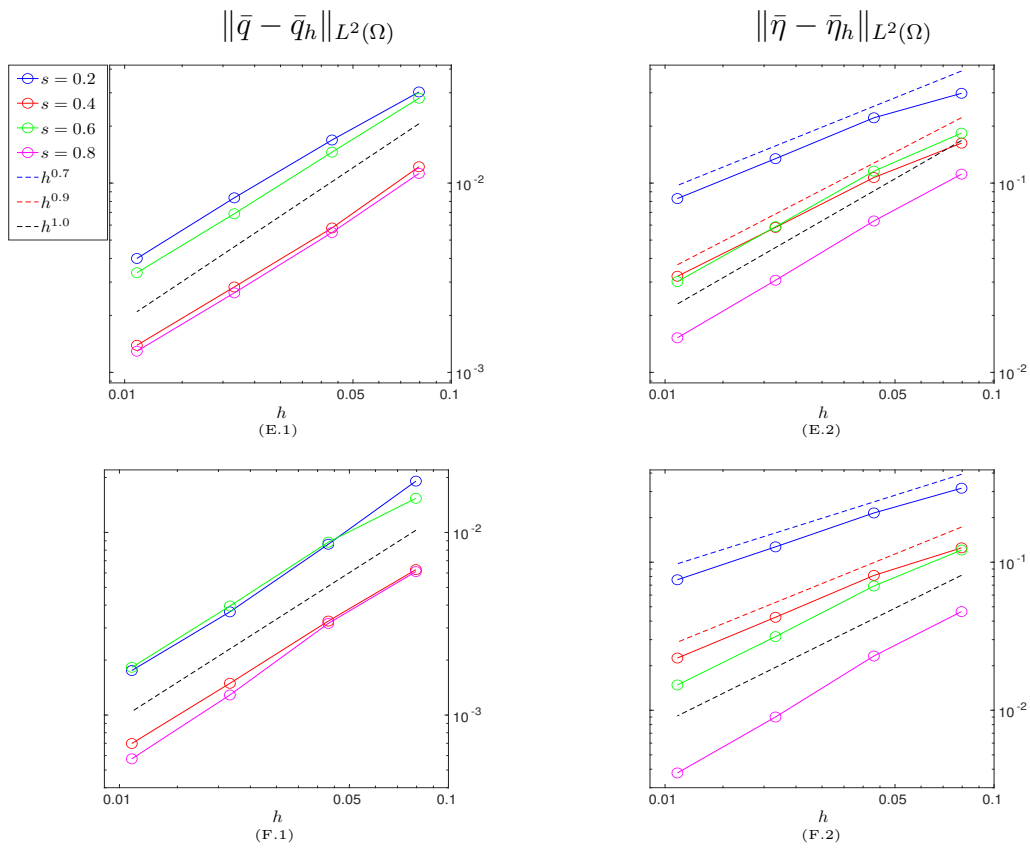 ‖q̄ − q̄_h‖_{L²(Ω)}
‖η̄ − η̄_h‖_{L²(Ω)}
s = 0.2
s = 0.4
s = 0.6
s = 0.8
h^{0.7}
h^{0.9}
h^{1.0}
10^{-2}
10^{-3}
0.01 0.05 0.1
h
(E.1)
10^{-1}
10^{-2}
0.01 0.05 0.1
h
(E.2)
10^{-2}
10^{-3}
0.01 0.05 0.1
h
(F.1)
10^{-1}
10^{-2}
0.01 0.05 0.1
h
(F.2)